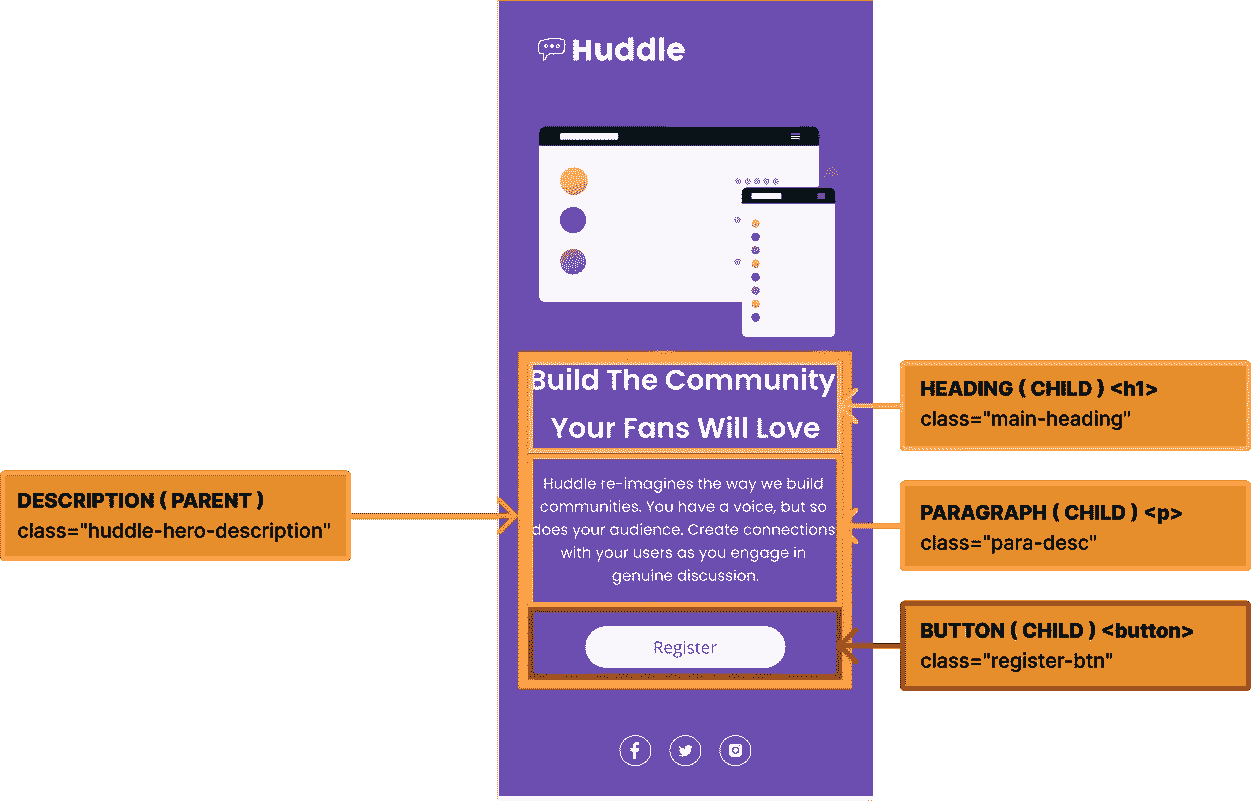 Huddle
Build The Community
Your Fans Will Love
Huddle re-imagines the way we build
communities. You have a voice, but so
does your audience. Create connections
with your users as you engage in
genuine discussion.
Register
DESCRIPTION ( PARENT )
class="huddle-hero-description"
HEADING ( CHILD ) <h1>
class="main-heading"
PARAGRAPH ( CHILD ) <p>
class="para-desc"
BUTTON ( CHILD ) <button>
class="register-btn"